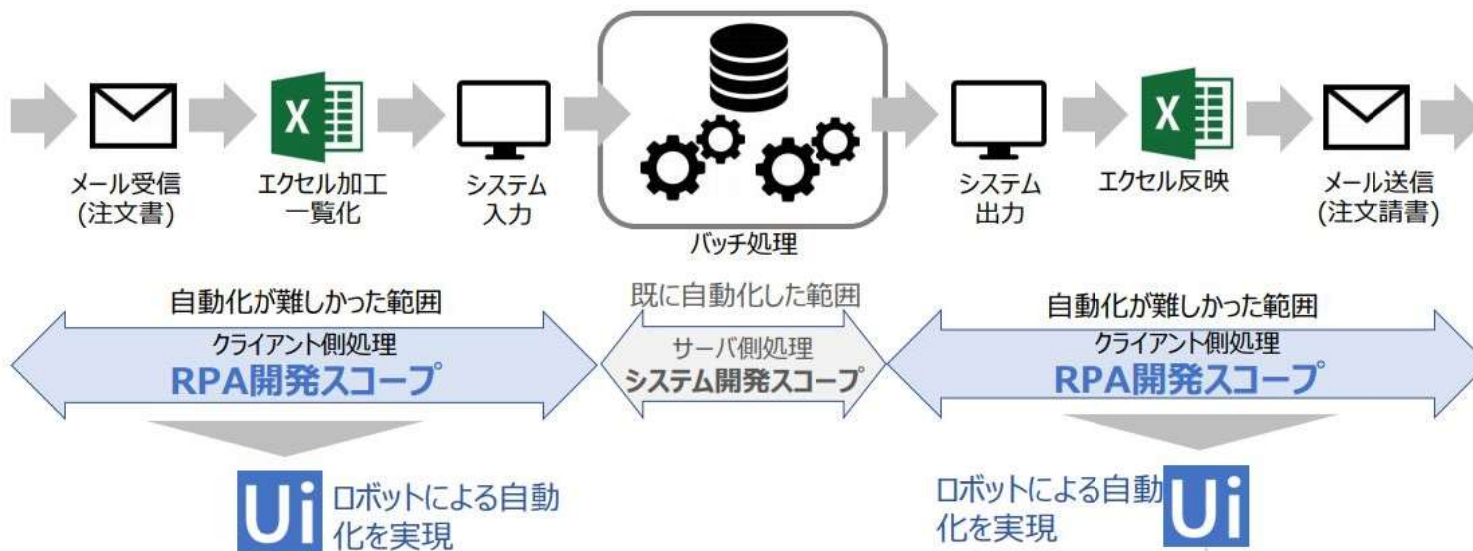 メール受信
(注文書)
エクセル加工
一覧化
システム
入力
バッチ処理
システム
出力
エクセル反映
メール送信
(注文請書)
X
X
自動化が難しかった範囲
クライアント側処理
RPA開発スコープ
既に自動化した範囲
サーバ側処理
システム開発スコープ
自動化が難しかった範囲
クライアント側処理
RPA開発スコープ
Ui
ロボットによる自動
化を実現
ロボットによる自動
化を実現
Ui